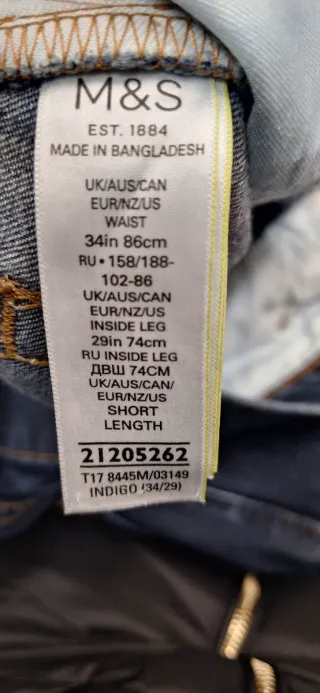 M&S
EST. 1884
MADE IN BANGLADESH
UK/AUS/CAN
EUR/NZ/US
WAIST
34in 86cm
RU • 158/188-
102-86
UK/AUS/CAN
EUR/NZ/US
INSIDE LEG
29in 74cm
RU INSIDE LEG
ДВШ 74CM
UK/AUS/CAN/
EUR/NZ/US
SHORT
LENGTH
21205262
T17 8445M/03149
INDIGO (34/29)